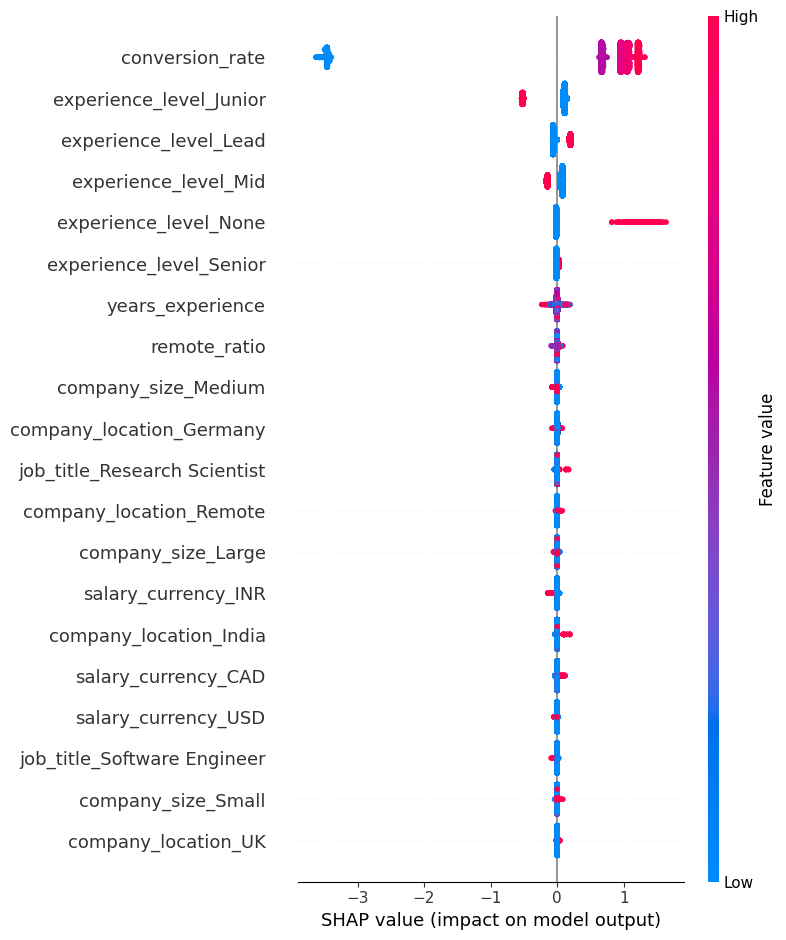 High
conversion_rate
experience_level_Junior
experience_level_Lead
experience_level_Mid
experience_level_None
experience_level_Senior
years_experience
remote_ratio
company_size_Medium
company_location_Germany
job_title_Research Scientist
company_location_Remote
company_size_Large
salary_currency_INR
company_location_India
salary_currency_CAD
salary_currency_USD
job_title_Software Engineer
company_size_Small
company_location_UK
Feature value
Low
−3 −2 −1 0 1
SHAP value (impact on model output)